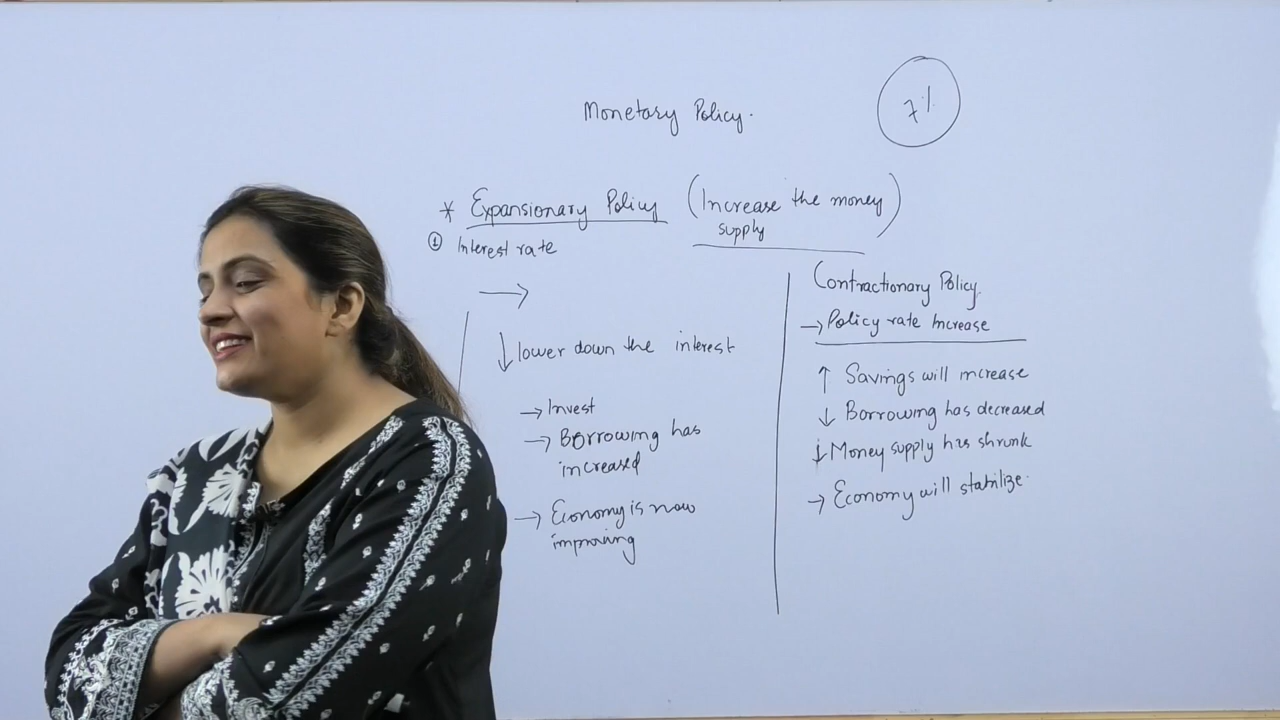 Monetary Policy.
7%
* Expansionary Policy (Increase the money
supply)
① Interest rate
→
↓ lower down the interest
→ Invest
→ Borrowing has
increased
→ Economy is now
improving
Contractionary Policy.
→ Policy rate Increase
↑ Savings will increase
↓ Borrowing has decreased
↓ Money supply has shrunk
→ Economy will stabilize.